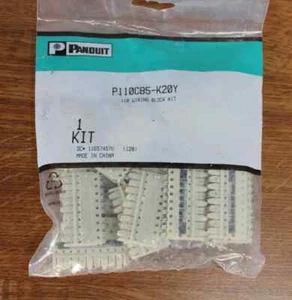 PANDUIT
P110CB5-K20Y
110 WIRING BLOCK KIT
1
KIT
MADE IN CHINA